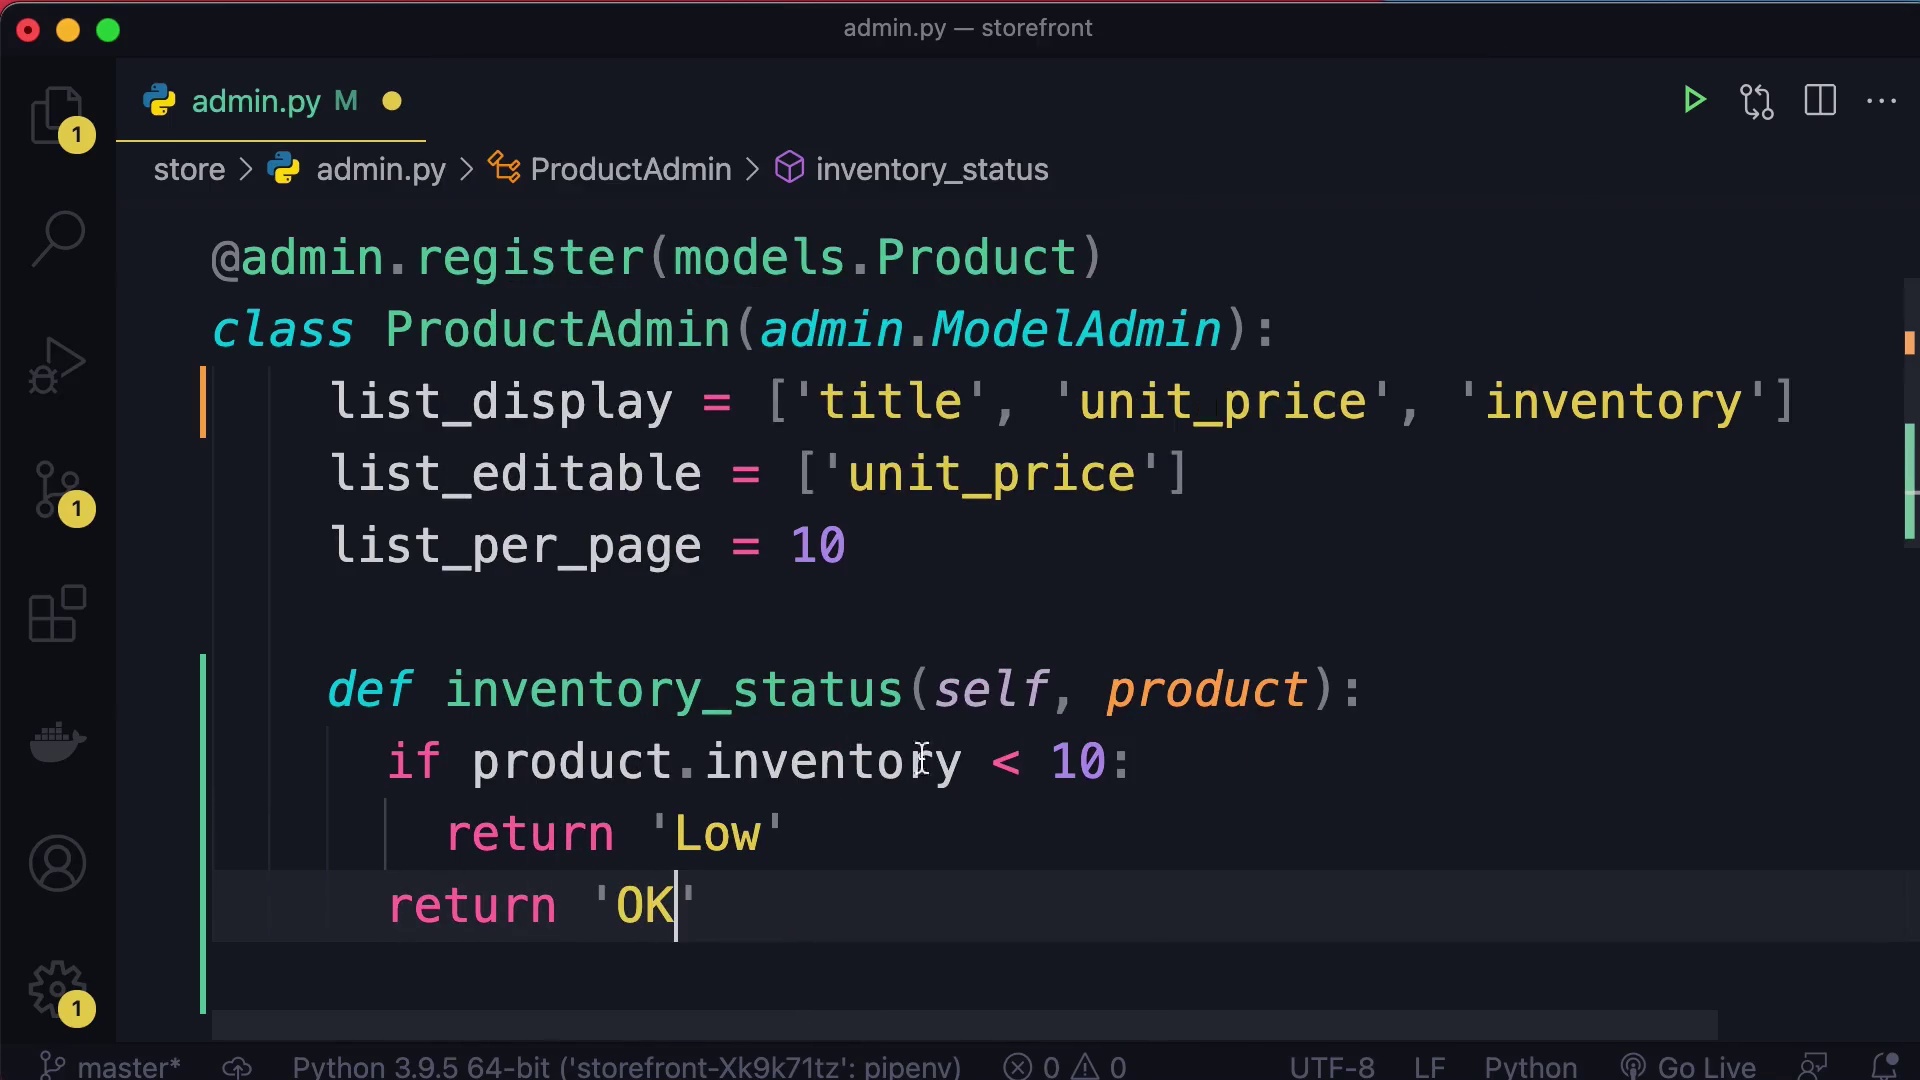 admin.py — storefront
admin.py M
1
store > admin.py > ProductAdmin > inventory_status
@admin.register(models.Product)
class ProductAdmin(admin.ModelAdmin):
list_display = ['title', 'unit_price', 'inventory']
list_editable = ['unit_price']
list_per_page = 10
1
def inventory_status(self, product):
if product.inventory < 10:
return 'Low'
return 'OK'
1
master* Python 3.9.5 64-bit ('storefront-Xk9k71tz': pipenv) 0 0 UTF-8 LF Python Go Live